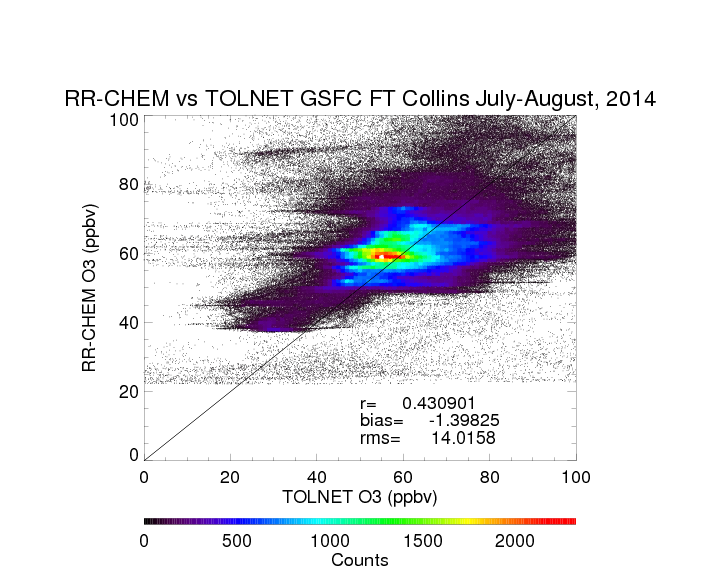 RR-CHEM vs TOLNET GSFC FT Collins July-August, 2014
100
80
60
40
20
0
RR-CHEM O3 (ppbv)
r= 0.430901
bias= -1.39825
rms= 14.0158
0 20 40 60 80 100
TOLNET O3 (ppbv)
0 500 1000 1500 2000
Counts